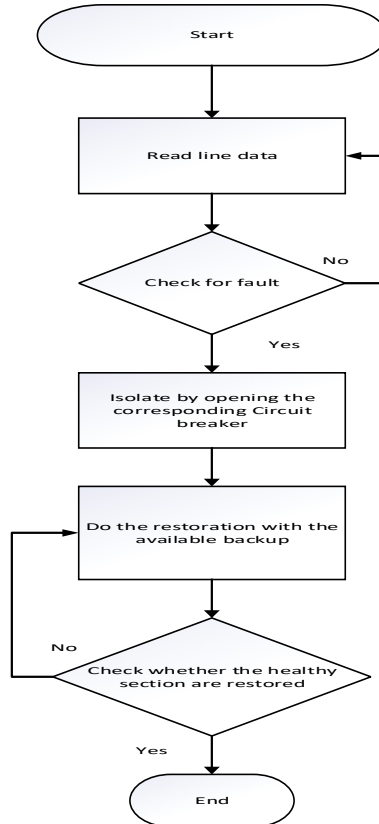 Start
Read line data
No
Check for fault
Yes
Isolate by opening the
corresponding Circuit
breaker
Do the restoration with the
available backup
No
Check whether the healthy
section are restored
Yes
End